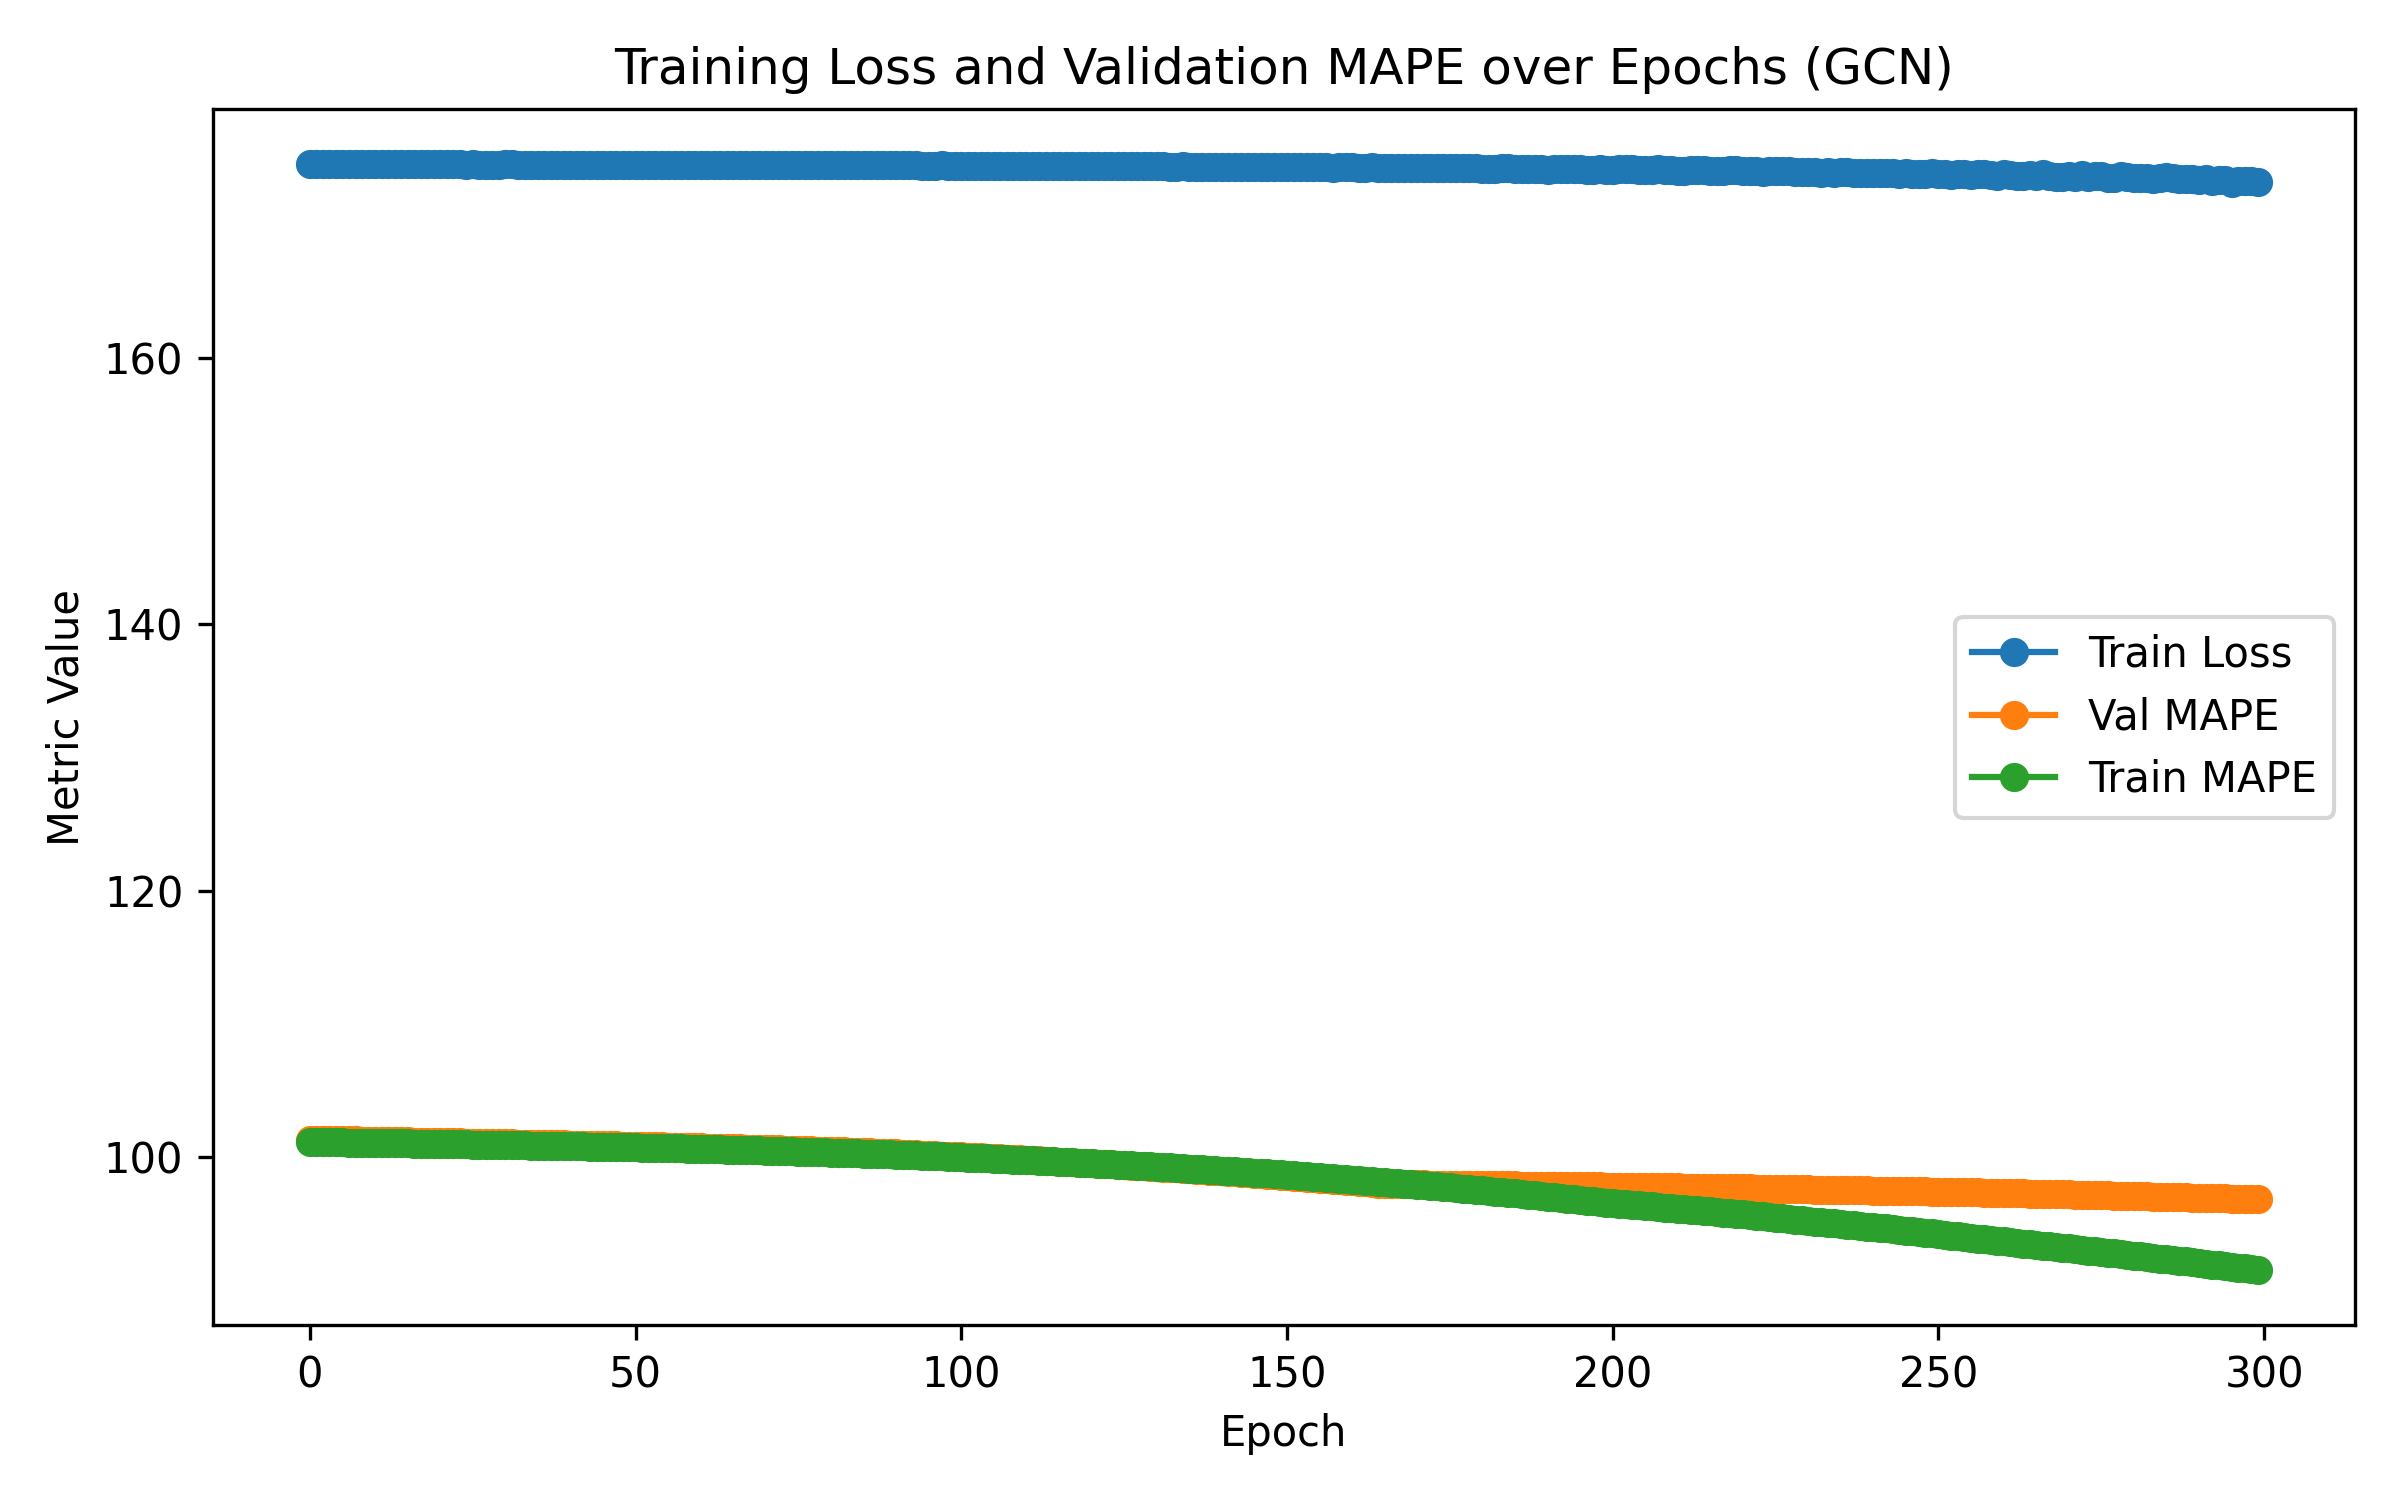 Training Loss and Validation MAPE over Epochs (GCN)
Metric Value
160
140
120
100
Train Loss
Val MAPE
Train MAPE
0 50 100 150 200 250 300
Epoch